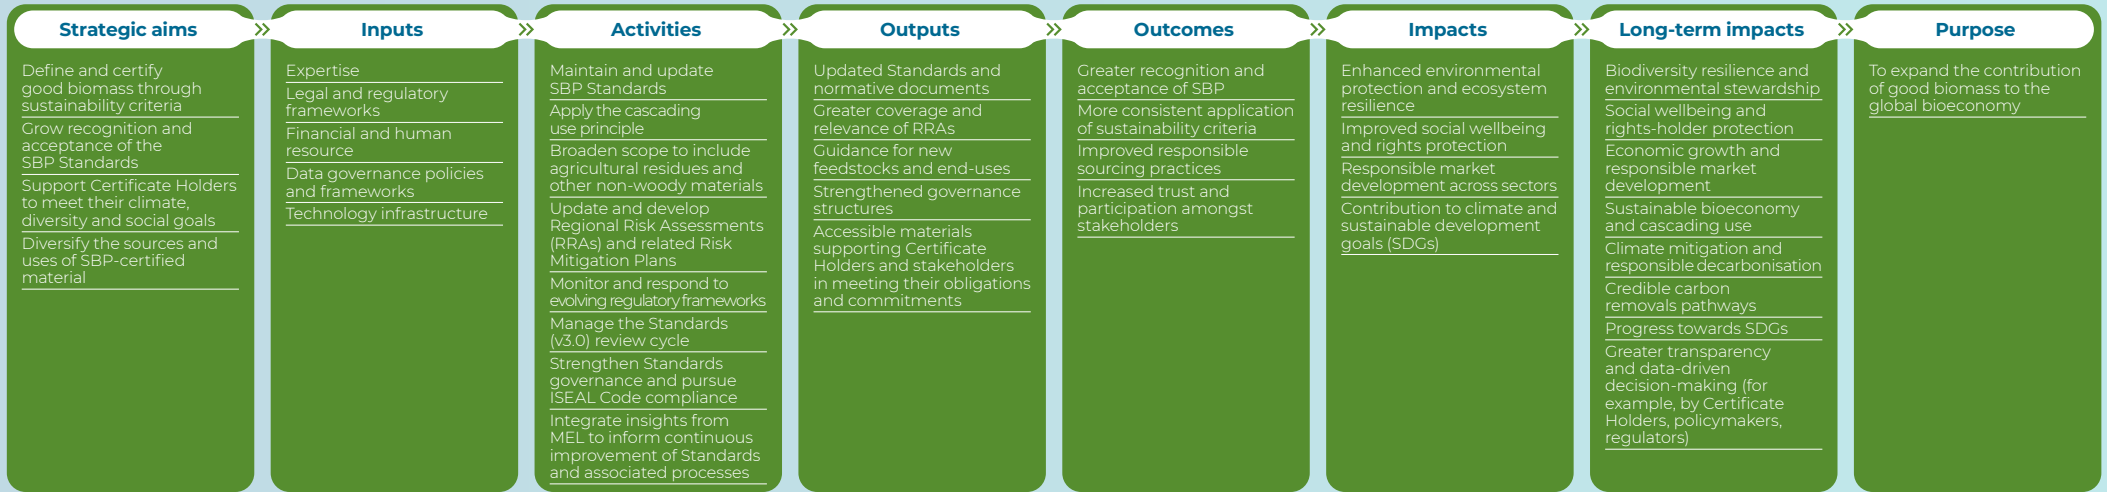 Strategic aims
Define and certify
good biomass through
sustainability criteria
Grow recognition and
acceptance of the
SBP Standards
Support Certificate Holders
to meet their climate,
diversity and social goals
Diversify the sources and
uses of SBP-certified
material
Inputs
Expertise
Legal and regulatory
frameworks
Financial and human
resource
Data governance policies
and frameworks
Technology infrastructure
Activities
Maintain and update
SBP Standards
Apply the cascading
use principle
Broaden scope to include
agricultural residues and
other non-woody materials
Update and develop
Regional Risk Assessments
(RRAs) and related Risk
Mitigation Plans
Monitor and respond to
evolving regulatory frameworks
Manage the Standards
(v3.0) review cycle
Strengthen Standards
governance and pursue
ISEAL Code compliance
Integrate insights from
MEL to inform continuous
improvement of Standards
and associated processes
Outputs
Updated Standards and
normative documents
Greater coverage and
relevance of RRAs
Guidance for new
feedstocks and end-uses
Strengthened governance
structures
Accessible materials
supporting Certificate
Holders and stakeholders
in meeting their obligations
and commitments
Outcomes
Greater recognition and
acceptance of SBP
More consistent application
of sustainability criteria
Improved responsible
sourcing practices
Increased trust and
participation amongst
stakeholders
Impacts
Enhanced environmental
protection and ecosystem
resilience
Improved social wellbeing
and rights protection
Responsible market
development across sectors
Contribution to climate and
sustainable development
goals (SDGs)
Long-term impacts
Biodiversity resilience and
environmental stewardship
Social wellbeing and
rights-holder protection
Economic growth and
responsible market
development
Sustainable bioeconomy
and cascading use
Climate mitigation and
responsible decarbonisation
Credible carbon
removals pathways
Progress towards SDGs
Greater transparency
and data-driven
decision-making (for
example, by Certificate
Holders, policymakers,
regulators)
Purpose
To expand the contribution
of good biomass to the
global bioeconomy